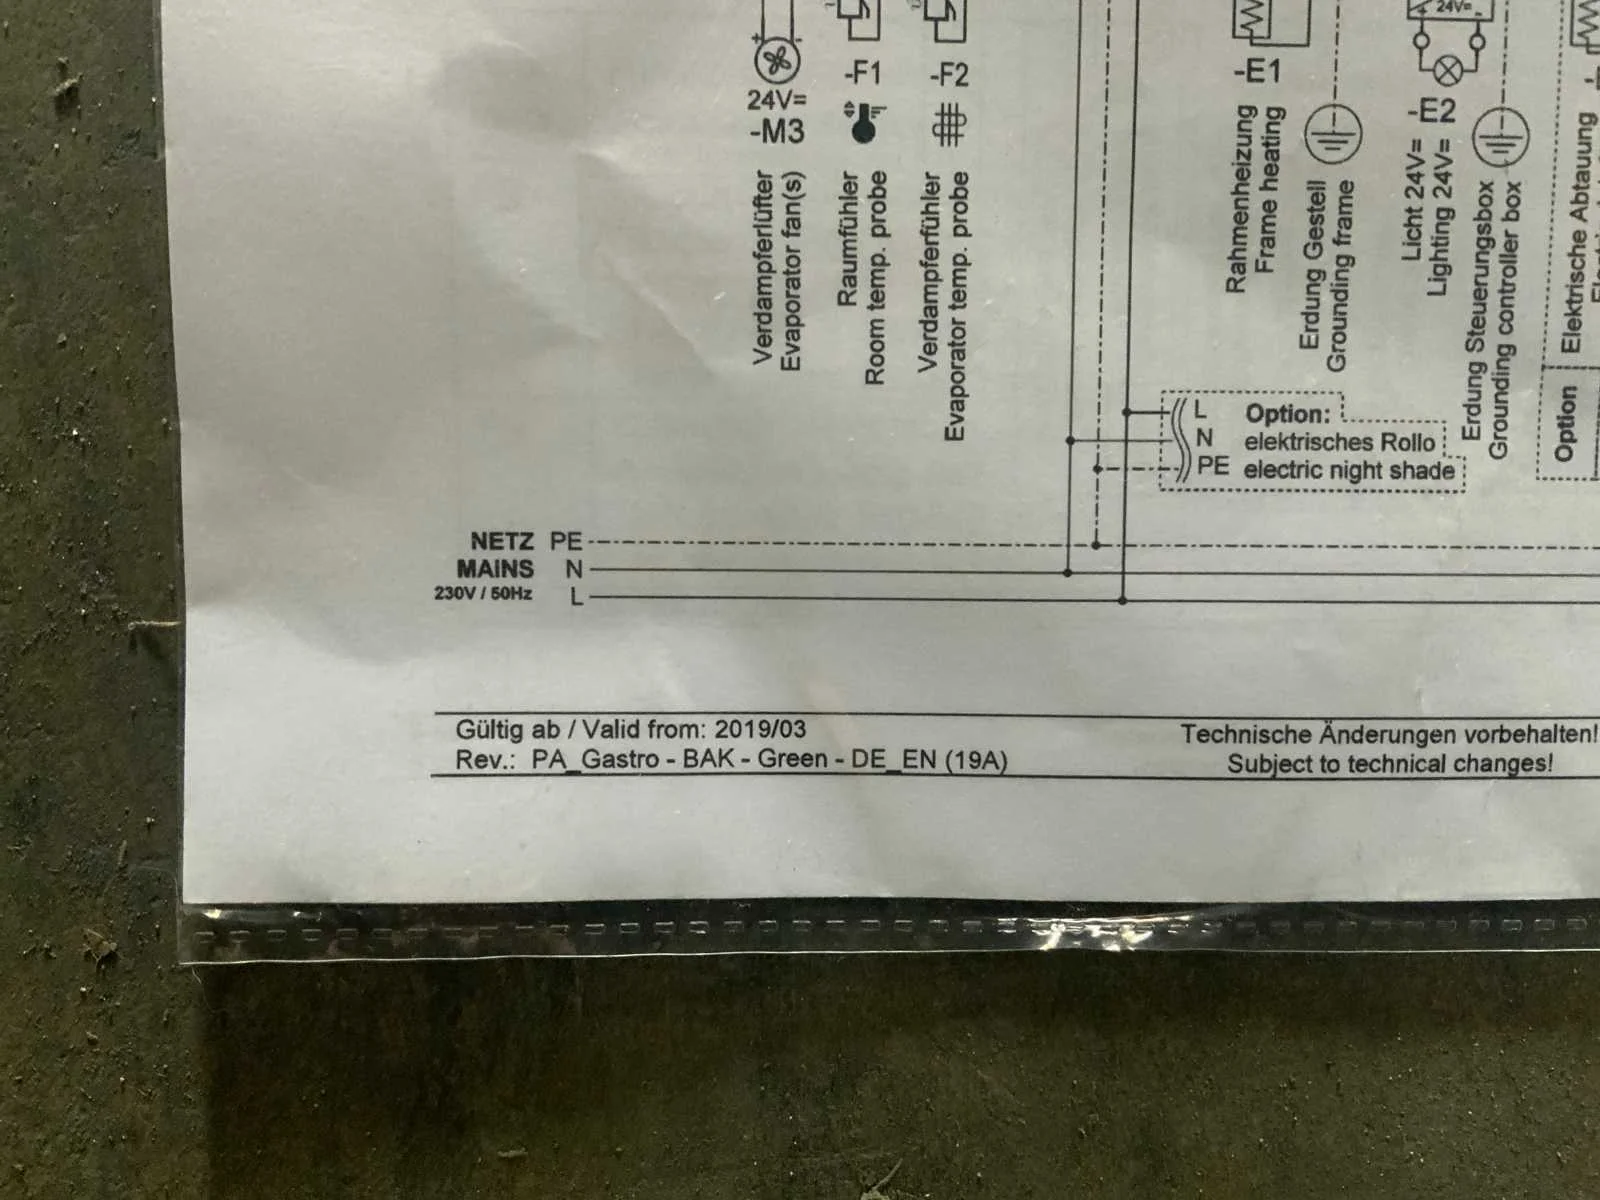 24V=
+ -
24V=
-M3
Verdampferlüfter
Evaporator fan(s)
-F1
Raumfühler
Room temp. probe
-F2
Verdampferfühler
Evaporator temp. probe
-E1
Rahmenheizung
Frame heating
Erdung Gestell
Grounding frame
-E2
Licht 24V=
Lighting 24V=
Erdung Steuerungsbox
Grounding controller box
Elektrische Abtauung
Option
L Option:
N elektrisches Rollo
PE electric night shade
NETZ PE
MAINS N
230V / 50Hz L
Gültig ab / Valid from: 2019/03
Rev.: PA_Gastro - BAK - Green - DE_EN (19A)
Technische Änderungen vorbehalten!
Subject to technical changes!